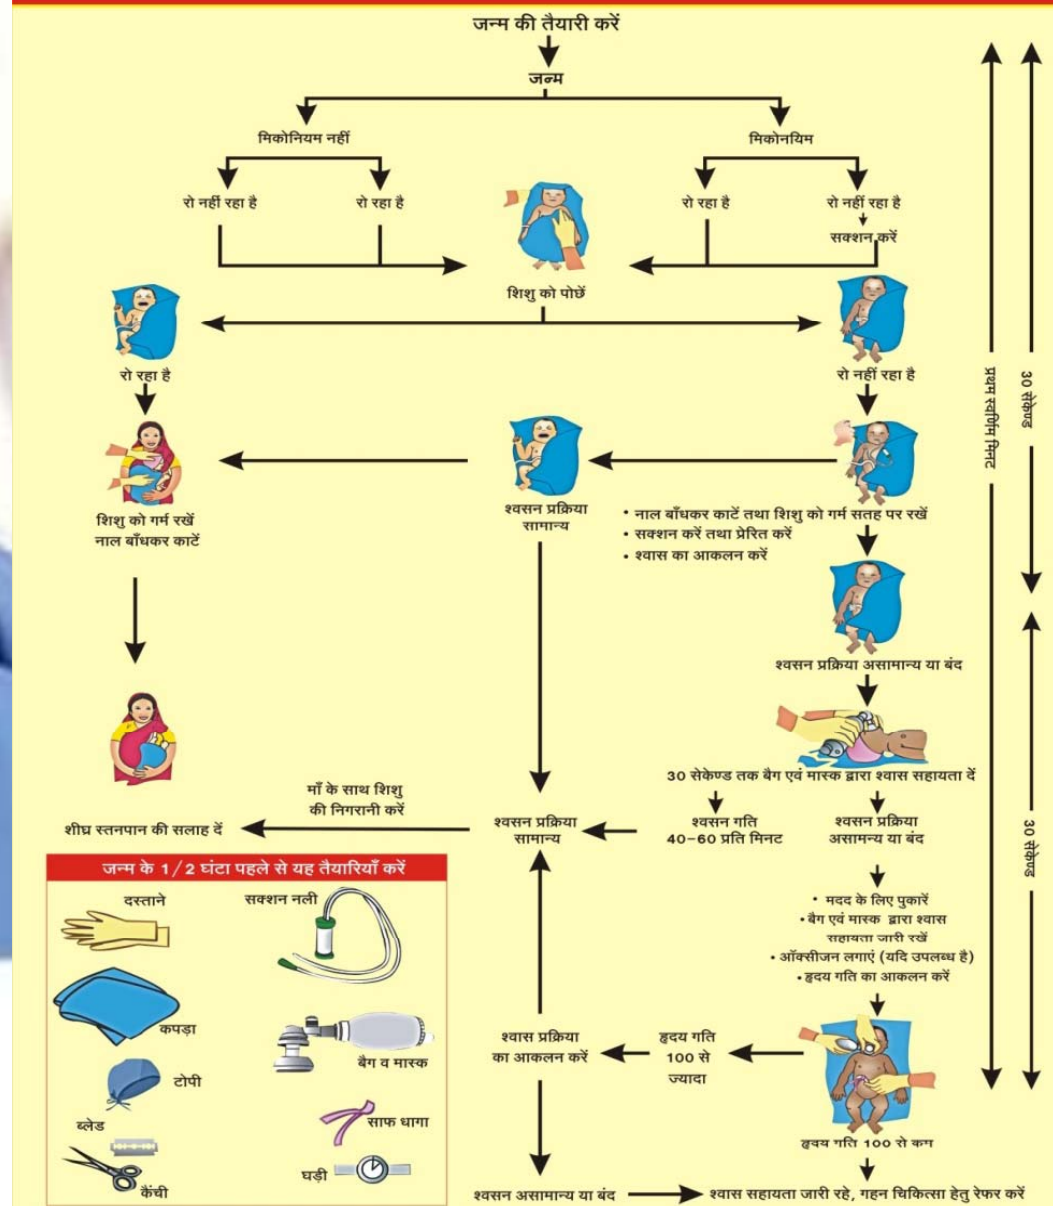 जन्म की तैयारी करें
जन्म
मिकोनियम नहीं
मिकोनयिम
रो नहीं रहा है
रो रहा है
रो रहा है
रो नहीं रहा है
सक्शन करें
शिशु को पोछें
रो रहा है
रो नहीं रहा है
30 सेकेण्ड
प्रथम स्वर्णिम मिनट
शिशु को गर्म रखें
नाल बाँधकर काटें
श्वसन प्रक्रिया
सामान्य
• नाल बाँधकर काटें तथा शिशु को गर्म सतह पर रखें
• सक्शन करें तथा प्रेरित करें
• श्वास का आकलन करें
श्वसन प्रक्रिया असामान्य या बंद
30 सेकेण्ड तक बैग एवं मास्क द्वारा श्वास सहायता दें
माँ के साथ शिशु
की निगरानी करें
शीघ्र स्तनपान की सलाह दें
श्वसन प्रक्रिया
सामान्य
श्वसन गति
40-60 प्रति मिनट
श्वसन प्रक्रिया
असामन्य या बंद
30 सेकेण्ड
• मदद के लिए पुकारें
• बैग एवं मास्क द्वारा श्वास
सहायता जारी रखें
• ऑक्सीजन लगाएं (यदि उपलब्ध है)
• हृदय गति का आकलन करें
श्वास प्रक्रिया
का आकलन करें
हृदय गति
100 से
ज्यादा
हृदय गति 100 से कम
श्वसन असामान्य या बंद
श्वास सहायता जारी रहे, गहन चिकित्सा हेतु रेफर करें
जन्म के 1/2 घंटा पहले से यह तैयारियाँ करें
दस्ताने
सक्शन नली
कपड़ा
बैग व मास्क
टोपी
ब्लेड
साफ धागा
घड़ी
कैंची